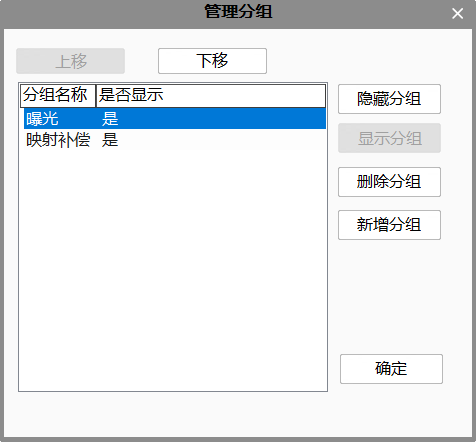 管理分组
上移 下移
分组名称 是否显示
曝光 是
映射补偿 是
隐藏分组
显示分组
删除分组
新增分组
确定